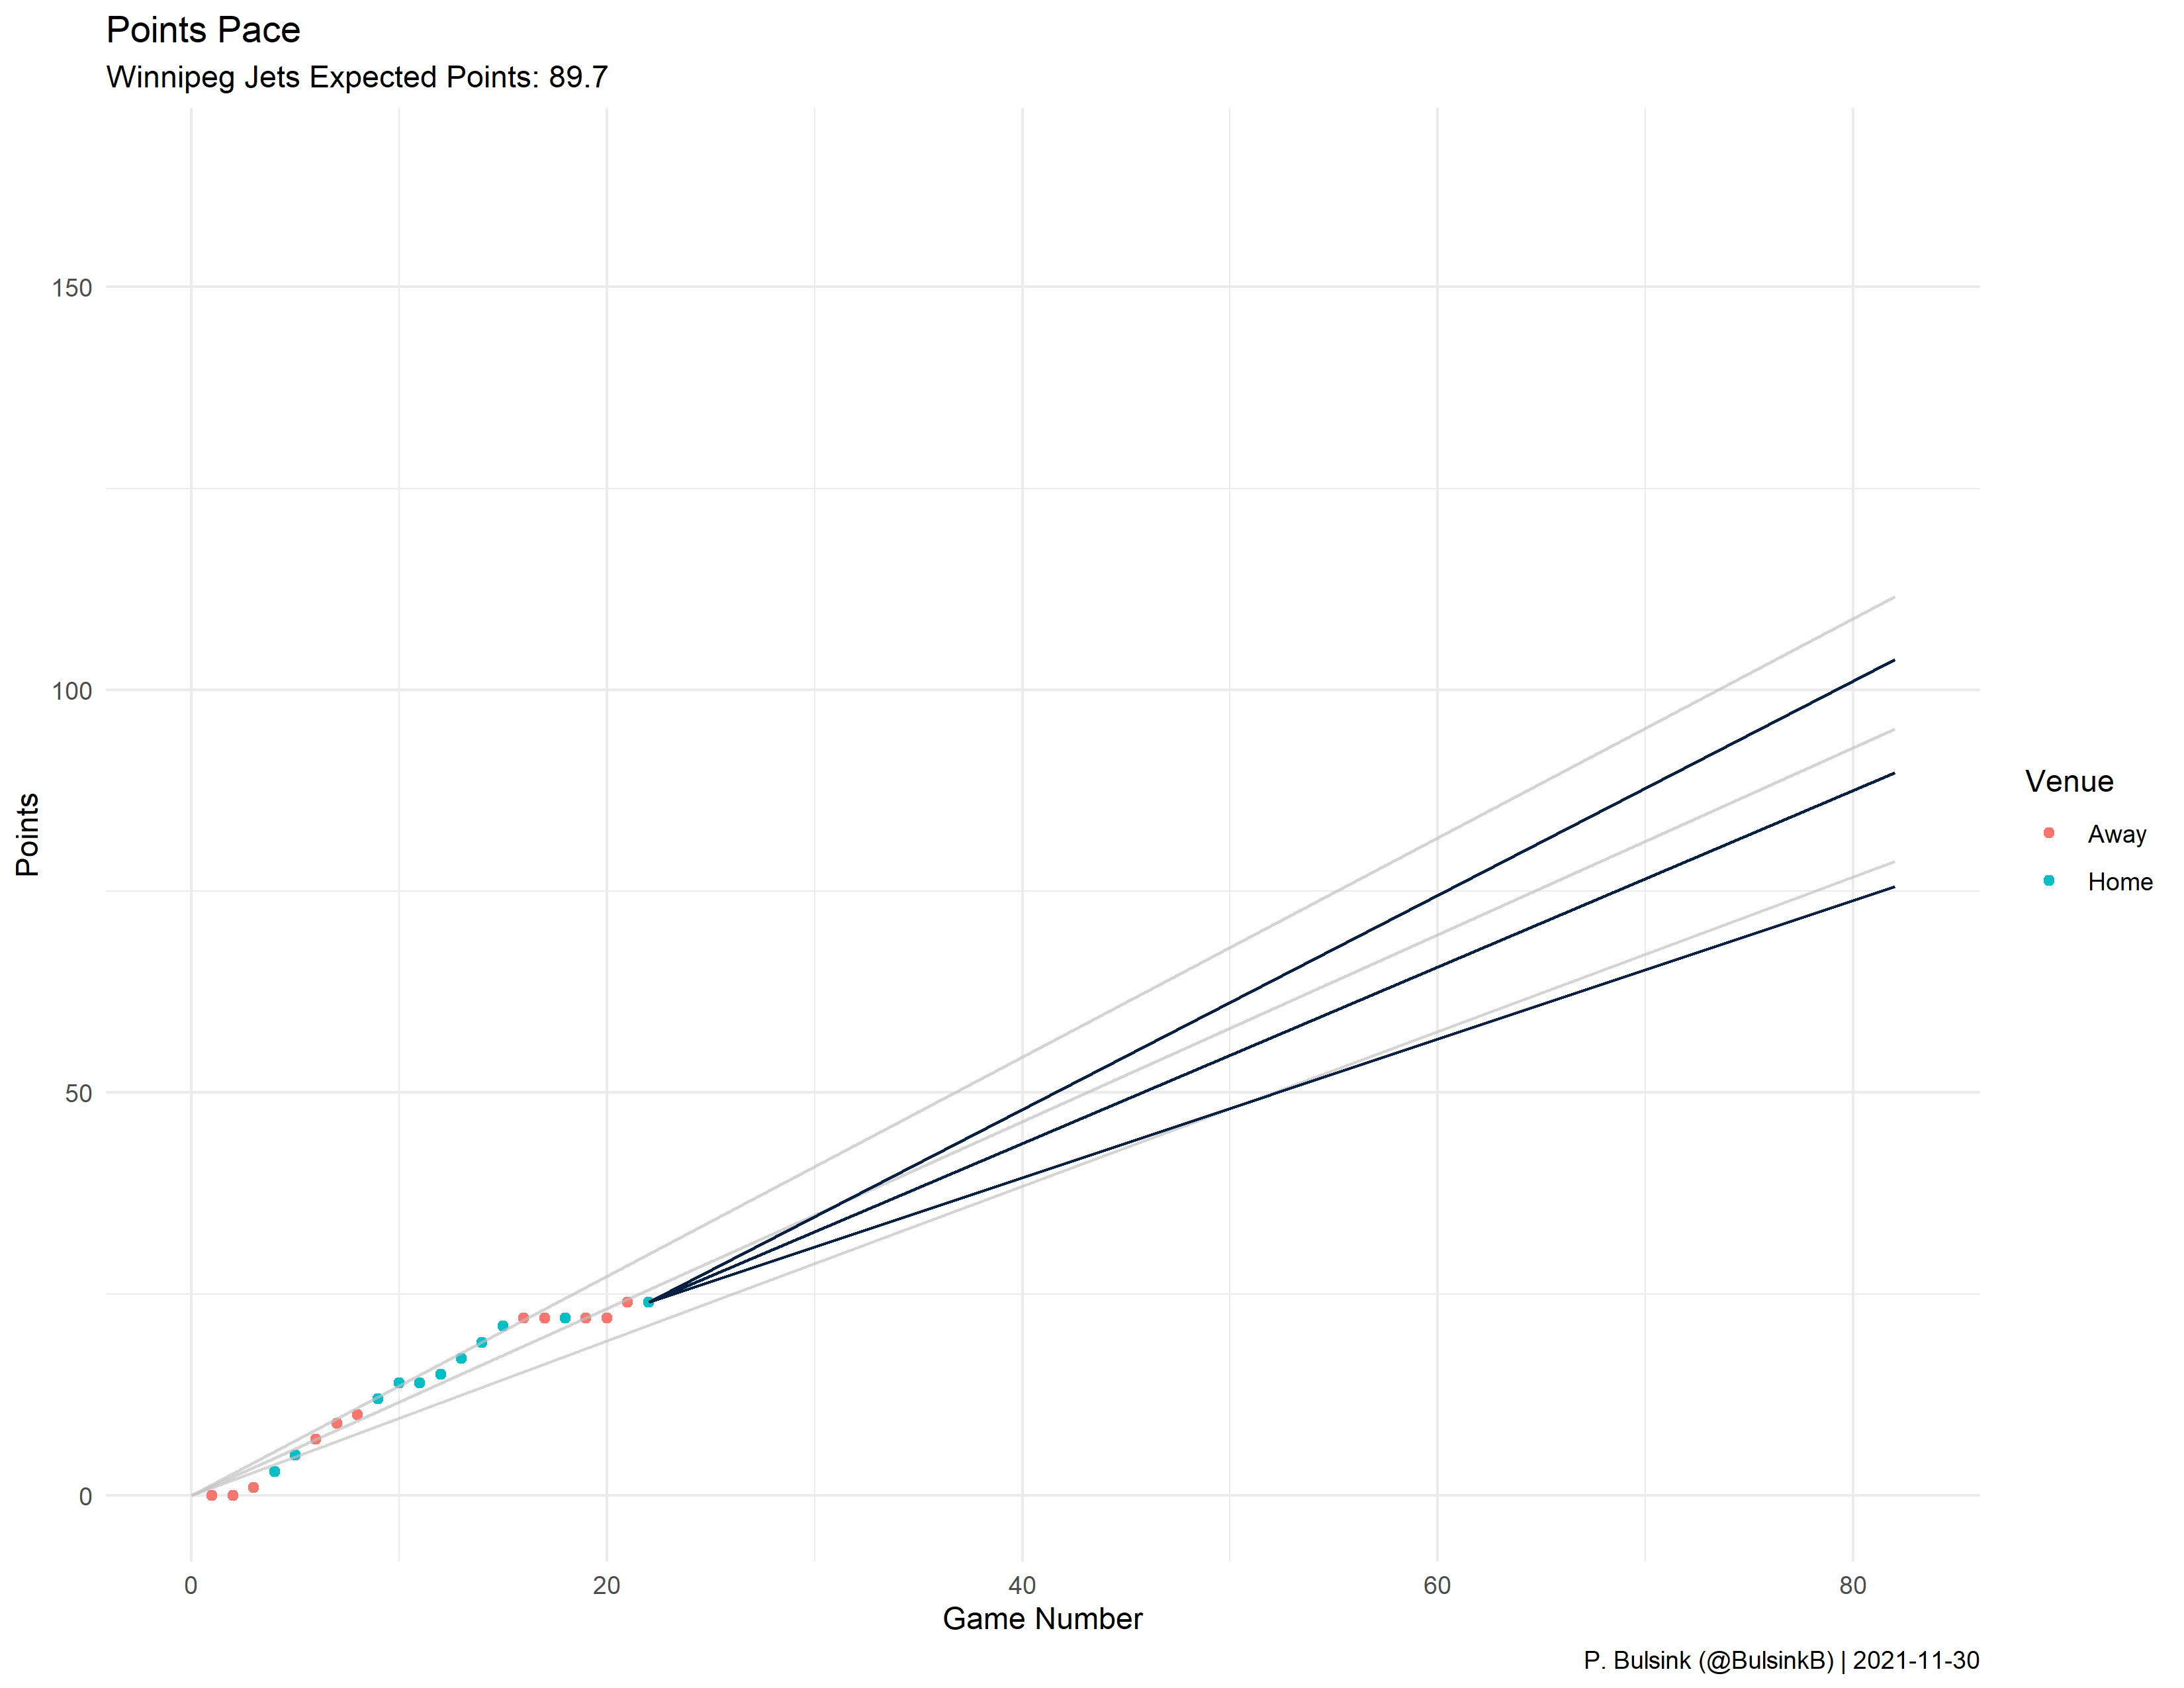 Points Pace
Winnipeg Jets Expected Points: 89.7
150
100
50
0
Points
0 20 40 60 80
Game Number
Venue
Away
Home
P. Bulsink (@BulsinkB) | 2021-11-30